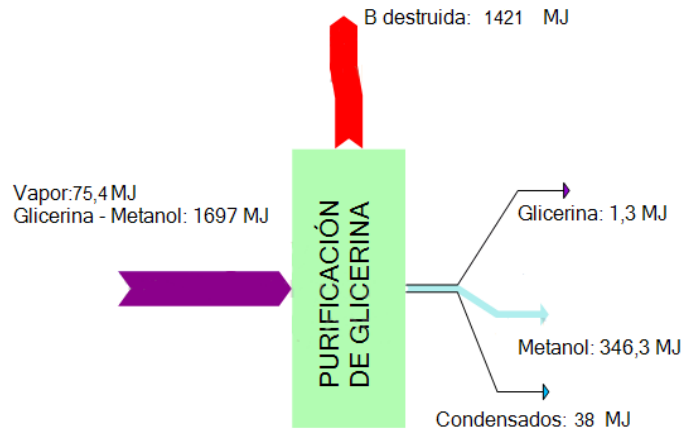 B destruida: 1421 MJ
Vapor:75,4 MJ
Glicerina - Metanol: 1697 MJ
PURIFICACIÓN
DE GLICERINA
Glicerina: 1,3 MJ
Metanol: 346,3 MJ
Condensados: 38 MJ